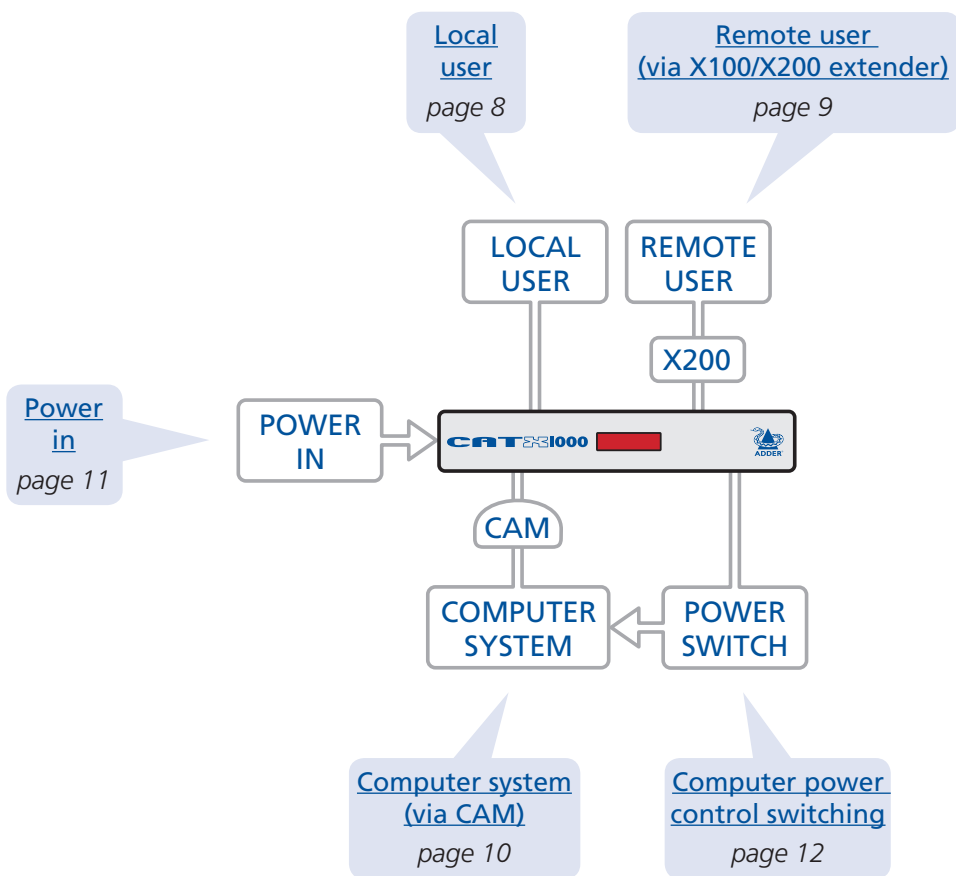 Local
user
page 8
Remote user
(via X100/X200 extender)
page 9
LOCAL
USER
REMOTE
USER
X200
Power
in
page 11
POWER
IN
CATX1000
ADDER
CAM
COMPUTER
SYSTEM
POWER
SWITCH
Computer system
(via CAM)
page 10
Computer power
control switching
page 12